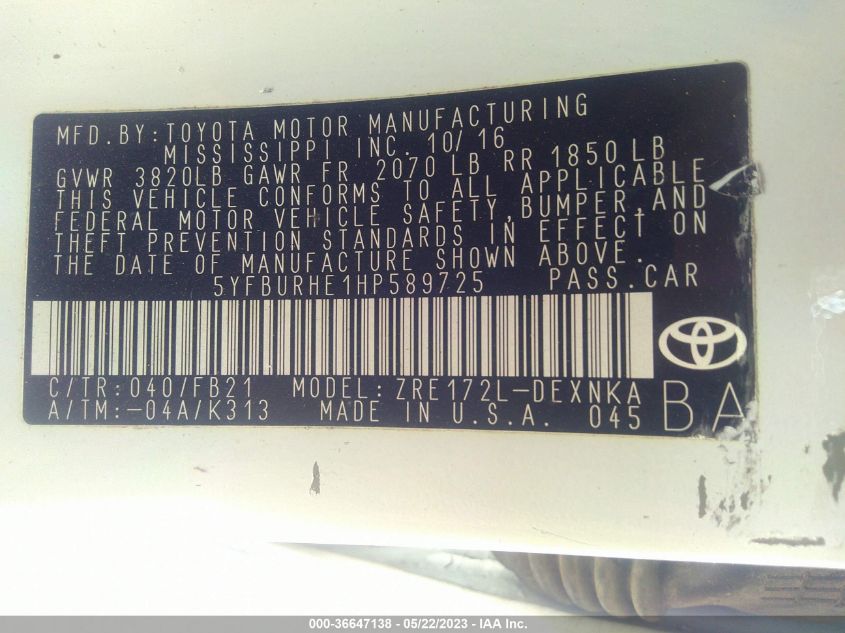 MFD. BY: TOYOTA MOTOR MANUFACTURING
MISSISSIPPI INC. 10/16
GVWR 3820LB GAWR FR 2070 LB RR 1850 LB
THIS VEHICLE CONFORMS TO ALL APPLICABLE
FEDERAL MOTOR VEHICLE SAFETY, BUMPER, AND
THEFT PREVENTION STANDARDS IN EFFECT ON
THE DATE OF MANUFACTURE SHOWN ABOVE.
5YFBURHE1HP589725 PASS. CAR
C/TR: 040/FB21 MODEL: ZRE172L-DEXNKA
A/TM: -04A/K313 MADE IN U.S.A. 045
BA
000-36647138 - 05/22/2023 - IAA Inc.